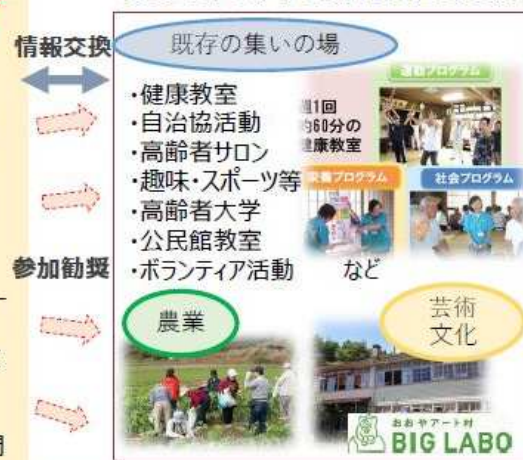 情報交換
既存の集いの場
・健康教室
・自治協活動
・高齢者サロン
・趣味・スポーツ等
・高齢者大学
・公民館教室
・ボランティア活動 など
運動プログラム
週1回
約60分の
健康教室
栄養プログラム
社会プログラム
参加勧奨
農業
芸術
文化
おおやアート村
BIG LABO